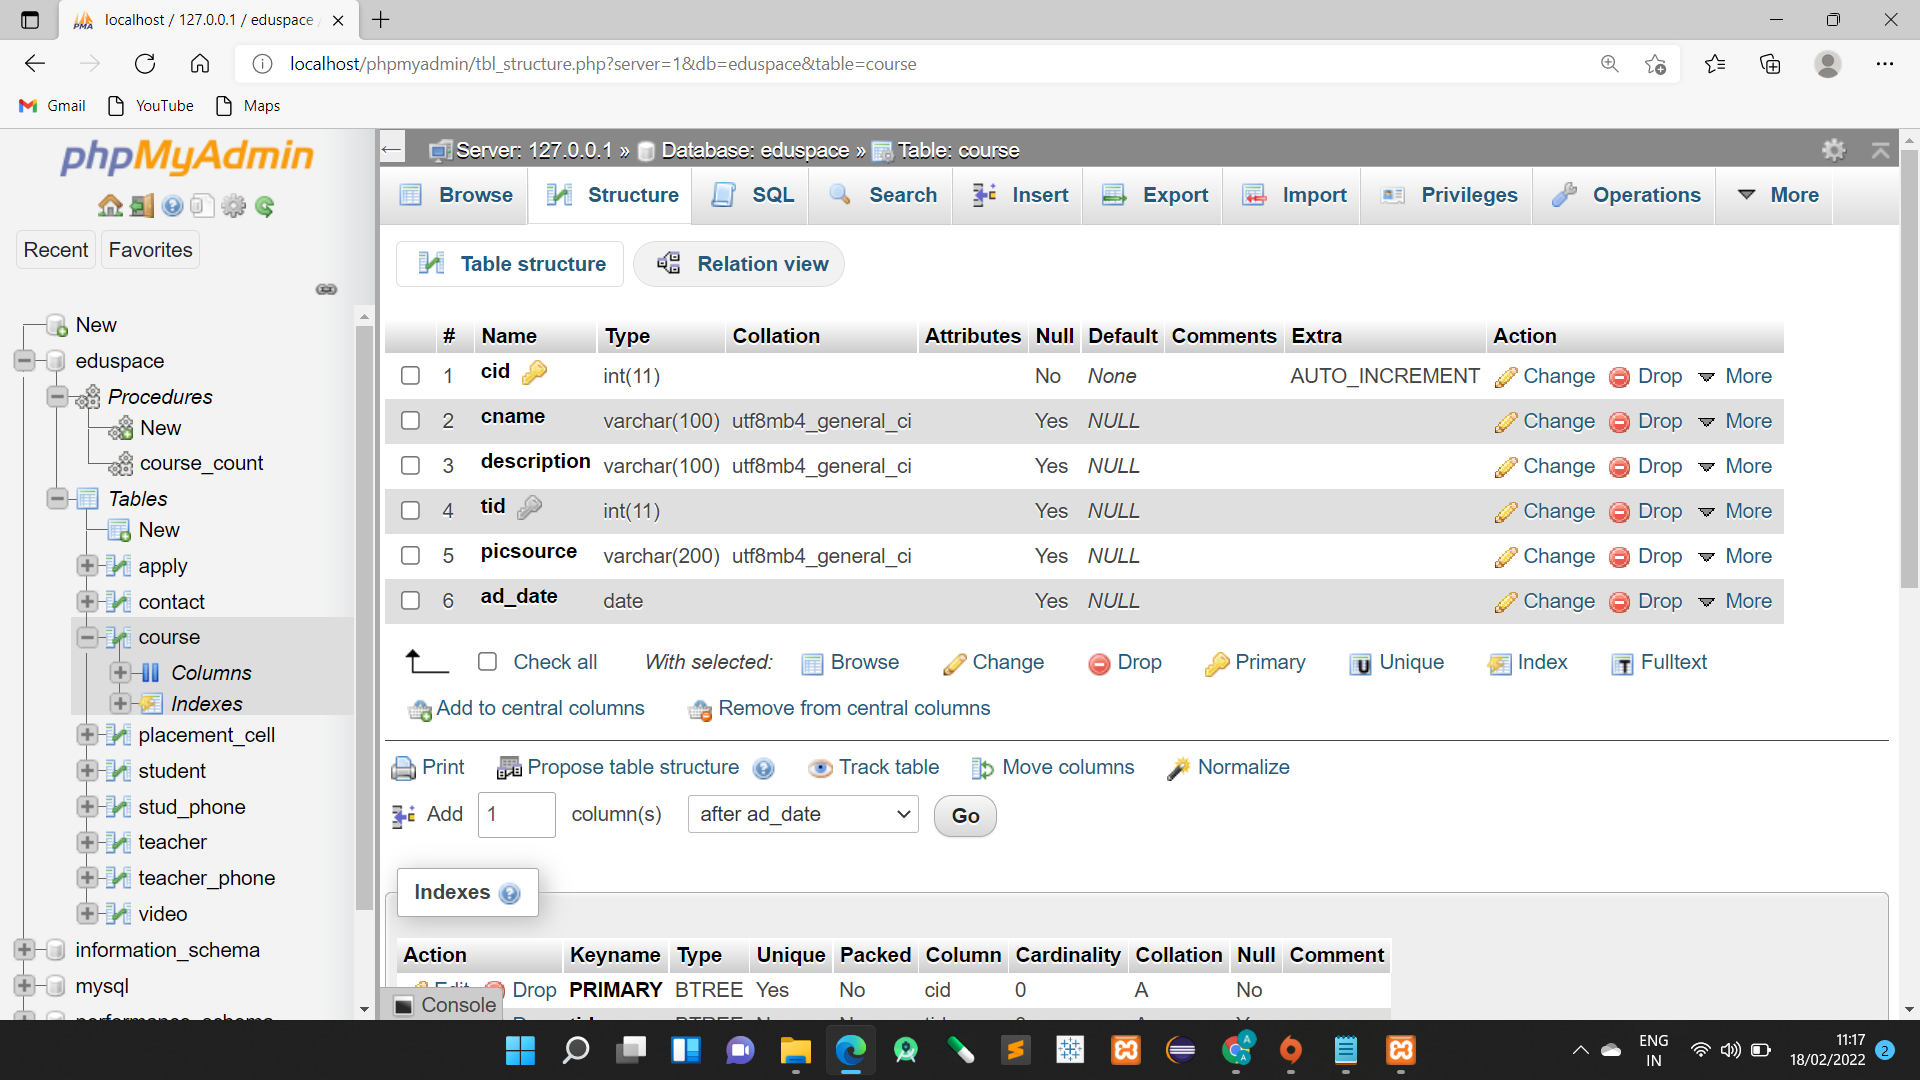 localhost / 127.0.0.1 / eduspace
localhost/phpmyadmin/tbl_structure.php?server=1&db=eduspace&table=course
Gmail YouTube Maps
phpMyAdmin
Recent Favorites
New
eduspace
Procedures
New
course_count
Tables
New
apply
contact
course
Columns
Indexes
placement_cell
student
stud_phone
teacher
teacher_phone
video
information_schema
mysql
performance_schema
Server: 127.0.0.1 » Database: eduspace » Table: course
Browse Structure SQL Search Insert Export Import Privileges Operations More
Table structure Relation view
# Name Type Collation Attributes Null Default Comments Extra Action
1 cid int(11) No None AUTO_INCREMENT Change Drop More
2 cname varchar(100) utf8mb4_general_ci Yes NULL Change Drop More
3 description varchar(100) utf8mb4_general_ci Yes NULL Change Drop More
4 tid int(11) Yes NULL Change Drop More
5 picsource varchar(200) utf8mb4_general_ci Yes NULL Change Drop More
6 ad_date date Yes NULL Change Drop More
Check all With selected: Browse Change Drop Primary Unique Index Fulltext
Add to central columns Remove from central columns
Print Propose table structure Track table Move columns Normalize
Add 1 column(s) after ad_date Go
Indexes
Action Keyname Type Unique Packed Column Cardinality Collation Null Comment
Edit Drop PRIMARY BTREE Yes No cid 0 A No
Console
ENG
IN
11:17
18/02/2022
2